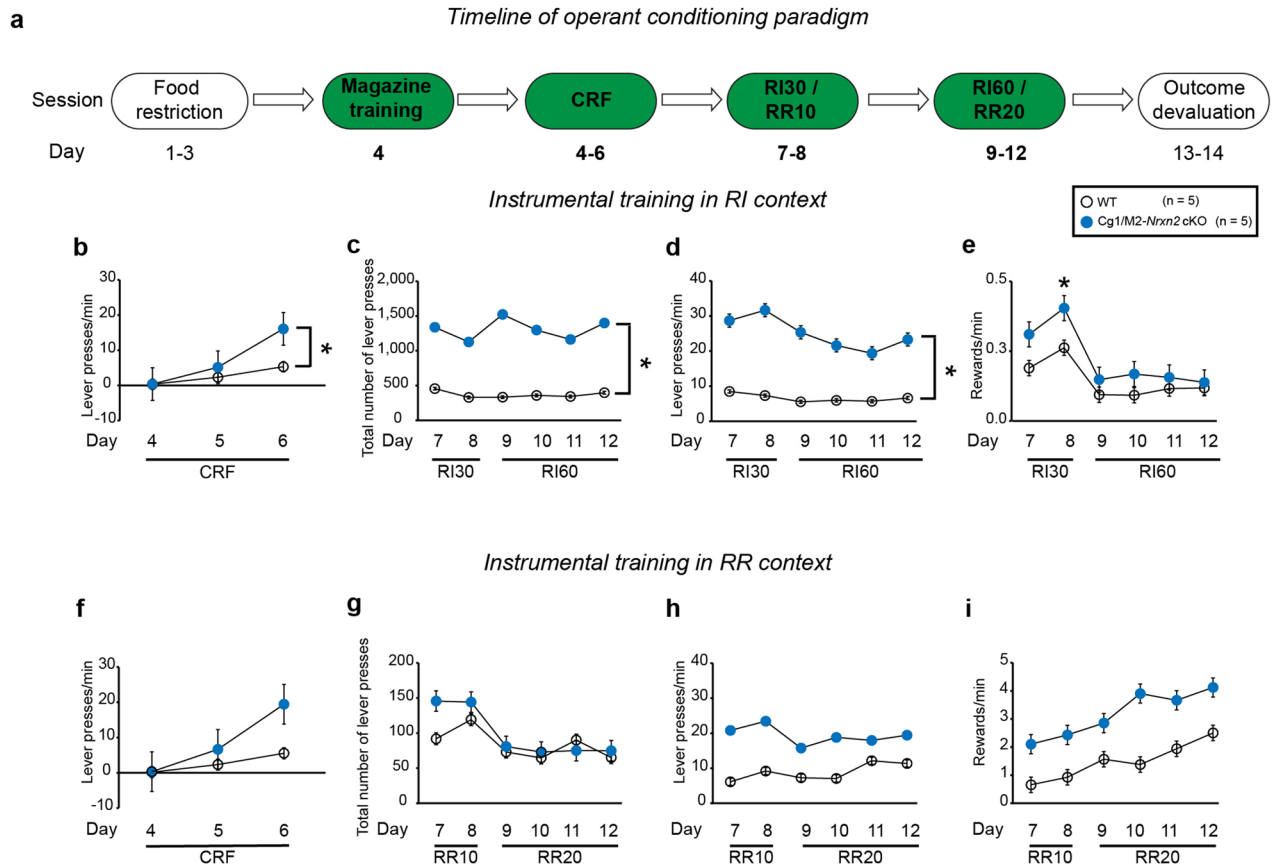 a
Timeline of operant conditioning paradigm
Session
Food
restriction
Magazine
training
CRF
RI30 /
RR10
RI60 /
RR20
Outcome
devaluation
Day
1-3
4
4-6
7-8
9-12
13-14
Instrumental training in RI context
WT (n = 5)
Cg1/M2-Nrxn2 cKO (n = 5)
b
Lever presses/min
30
20
10
0
-10
*
Day 4 5 6
CRF
c
Total number of lever presses
2,000
1,500
1,000
500
0
*
Day 7 8 9 10 11 12
RI30 RI60
d
Lever presses/min
40
30
20
10
0
*
Day 7 8 9 10 11 12
RI30 RI60
e
Rewards/min
0.5
0.3
0.0
*
Day 7 8 9 10 11 12
RI30 RI60
Instrumental training in RR context
f
Lever presses/min
30
20
10
0
-10
Day 4 5 6
CRF
g
Total number of lever presses
200
150
100
50
0
Day 7 8 9 10 11 12
RR10 RR20
h
Lever presses/min
40
30
20
10
0
Day 7 8 9 10 11 12
RR10 RR20
i
Rewards/min
5
4
3
2
1
0
Day 7 8 9 10 11 12
RR10 RR20